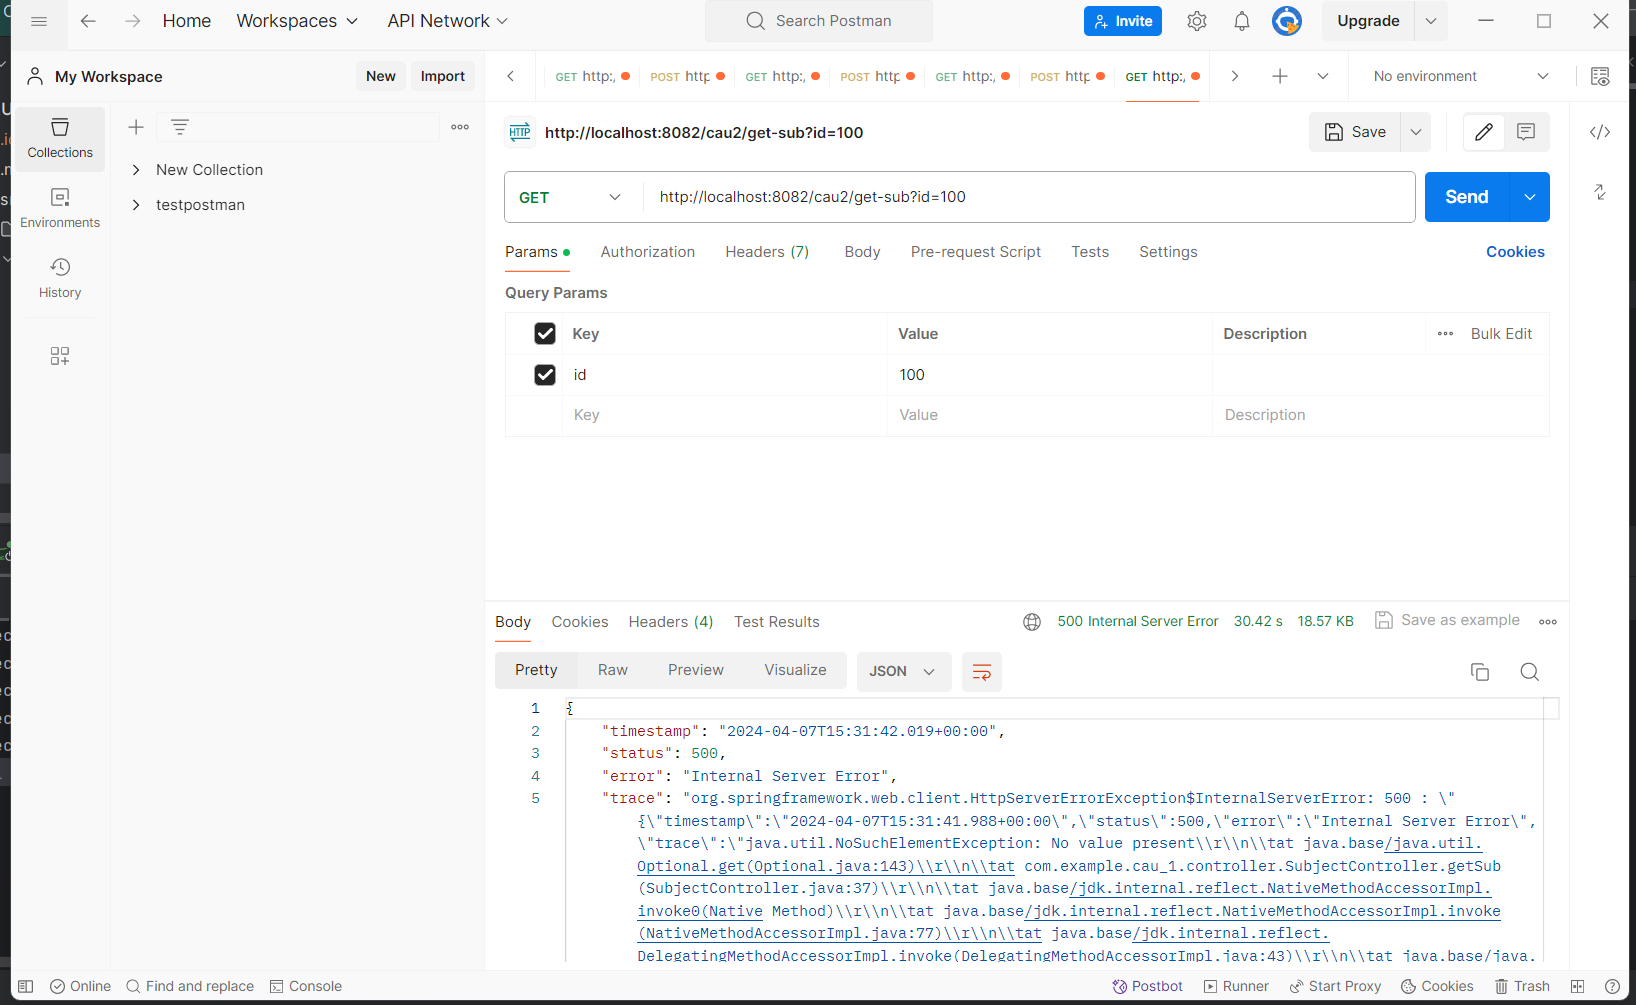 Home Workspaces API Network Search Postman Invite Upgrade
My Workspace New Import GET http:, POST http GET http:, POST http GET http:, POST http GET http:, No environment
Collections
Environments
History
New Collection
testpostman
HTTP http://localhost:8082/cau2/get-sub?id=100 Save
GET http://localhost:8082/cau2/get-sub?id=100 Send
Params Authorization Headers (7) Body Pre-request Script Tests Settings Cookies
Query Params
Key Value Description Bulk Edit
id 100
Key Value Description
Body Cookies Headers (4) Test Results 500 Internal Server Error 30.42 s 18.57 KB Save as example
Pretty Raw Preview Visualize JSON
1 {
2 "timestamp": "2024-04-07T15:31:42.019+00:00",
3 "status": 500,
4 "error": "Internal Server Error",
5 "trace": "org.springframework.web.client.HttpServerErrorException$InternalServerError: 500 : \"
{\"timestamp\":\"2024-04-07T15:31:41.988+00:00\",\"status\":500,\"error\":\"Internal Server Error\",
\"trace\":\"java.util.NoSuchElementException: No value present\\r\\n\\tat java.base/java.util.
Optional.get(Optional.java:143)\\r\\n\\tat com.example.cau_1.controller.SubjectController.getSub
(SubjectController.java:37)\\r\\n\\tat java.base/jdk.internal.reflect.NativeMethodAccessorImpl.
invoke0(Native Method)\\r\\n\\tat java.base/jdk.internal.reflect.NativeMethodAccessorImpl.invoke
(NativeMethodAccessorImpl.java:77)\\r\\n\\tat java.base/jdk.internal.reflect.
DelegatingMethodAccessorImpl.invoke(DelegatingMethodAccessorImpl.java:43)\\r\\n\\tat java.base/java.
Online Find and replace Console Postbot Runner Start Proxy Cookies Trash